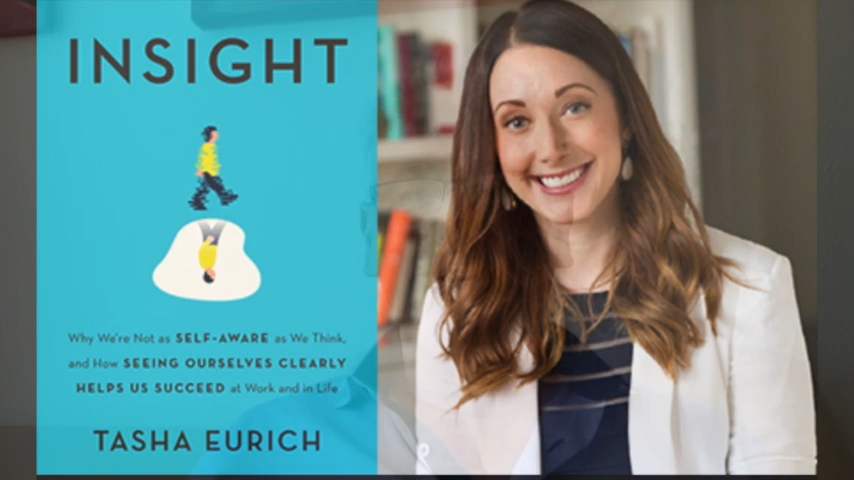 INSIGHT
Why We're Not as SELF-AWARE as We Think,
and How SEEING OURSELVES CLEARLY
HELPS US SUCCEED at Work and in Life
TASHA EURICH